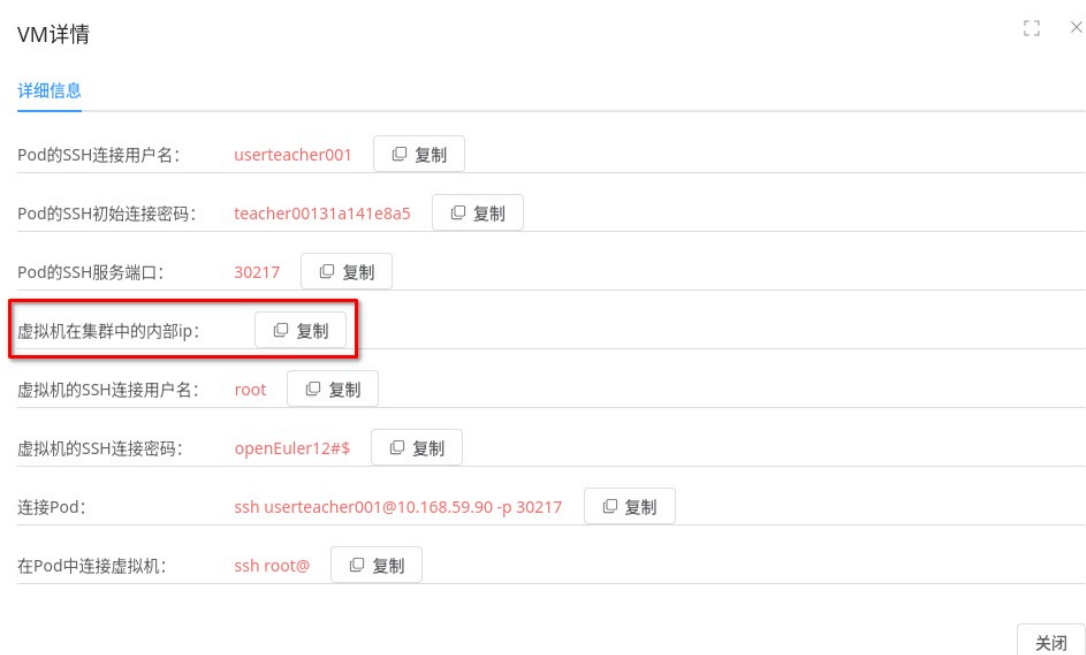 VM详情
详细信息
Pod的SSH连接用户名: userteacher001 复制
Pod的SSH初始连接密码: teacher00131a141e8a5 复制
Pod的SSH服务端口: 30217 复制
虚拟机在集群中的内部ip: 复制
虚拟机的SSH连接用户名: root 复制
虚拟机的SSH连接密码: openEuler12#$ 复制
连接Pod: ssh userteacher001@10.168.59.90 -p 30217 复制
在Pod中连接虚拟机: ssh root@ 复制
关闭